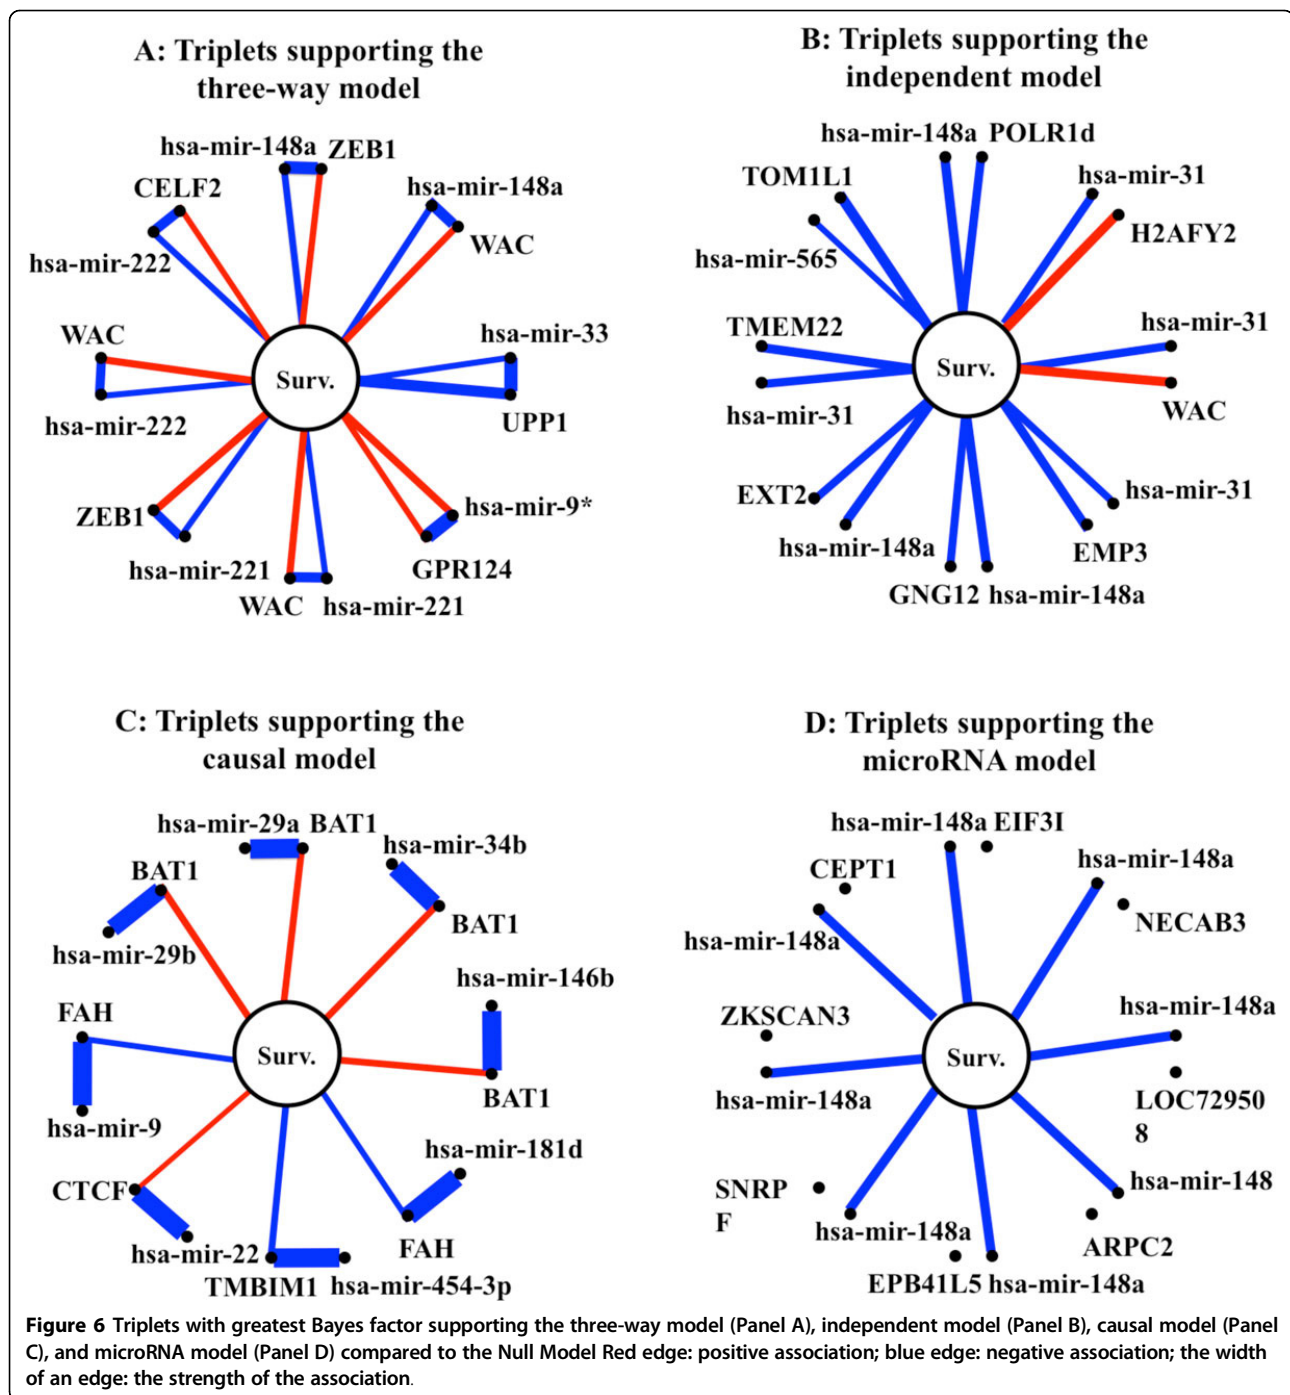 A: Triplets supporting the
three-way model
hsa-mir-148a ZEB1
CELF2
hsa-mir-148a
WAC
hsa-mir-222
WAC
hsa-mir-33
Surv.
hsa-mir-222
UPP1
ZEB1
hsa-mir-9*
hsa-mir-221
GPR124
WAC hsa-mir-221
B: Triplets supporting the
independent model
hsa-mir-148a POLR1d
TOM1L1
hsa-mir-31
H2AFY2
hsa-mir-565
TMEM22
hsa-mir-31
Surv.
hsa-mir-31
WAC
EXT2
hsa-mir-31
hsa-mir-148a
EMP3
GNG12 hsa-mir-148a
C: Triplets supporting the
causal model
hsa-mir-29a BAT1
hsa-mir-34b
BAT1
BAT1
hsa-mir-29b
hsa-mir-146b
FAH
Surv.
BAT1
hsa-mir-9
hsa-mir-181d
CTCF
hsa-mir-22
FAH
TMBIM1 hsa-mir-454-3p
D: Triplets supporting the
microRNA model
hsa-mir-148a EIF3I
CEPT1
hsa-mir-148a
NECAB3
hsa-mir-148a
ZKSCAN3
hsa-mir-148a
Surv.
hsa-mir-148a
LOC72950
8
SNRP
F
hsa-mir-148
hsa-mir-148a
ARPC2
EPB41L5 hsa-mir-148a
Figure 6 Triplets with greatest Bayes factor supporting the three-way model (Panel A), independent model (Panel B), causal model (Panel
C), and microRNA model (Panel D) compared to the Null Model Red edge: positive association; blue edge: negative association; the width
of an edge: the strength of the association.